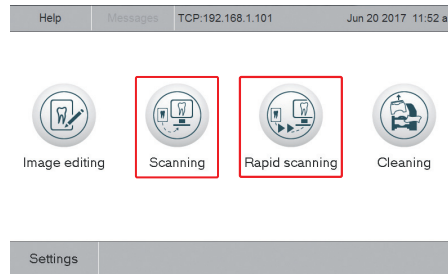 Help Messages TCP:192.168.1.101 Jun 20 2017 11:52 a
Image editing Scanning Rapid scanning Cleaning
Settings